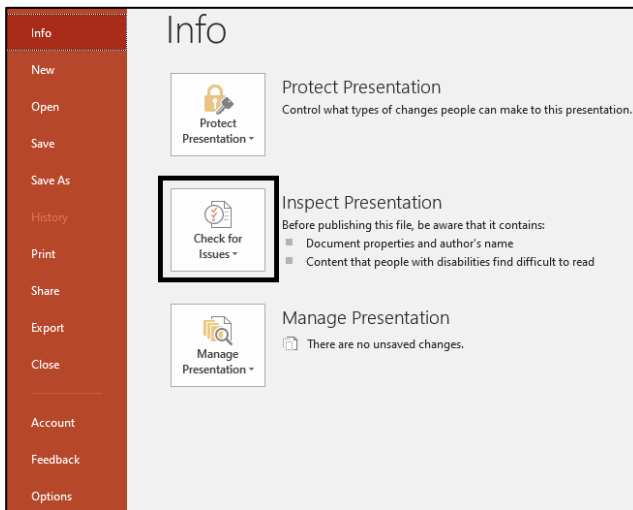 Info
New
Open
Save
Save As
History
Print
Share
Export
Close
Account
Feedback
Options
Info
Protect
Presentation
Protect Presentation
Control what types of changes people can make to this presentation.
Check for
Issues
Inspect Presentation
Before publishing this file, be aware that it contains:
Document properties and author's name
Content that people with disabilities find difficult to read
Manage
Presentation
Manage Presentation
There are no unsaved changes.